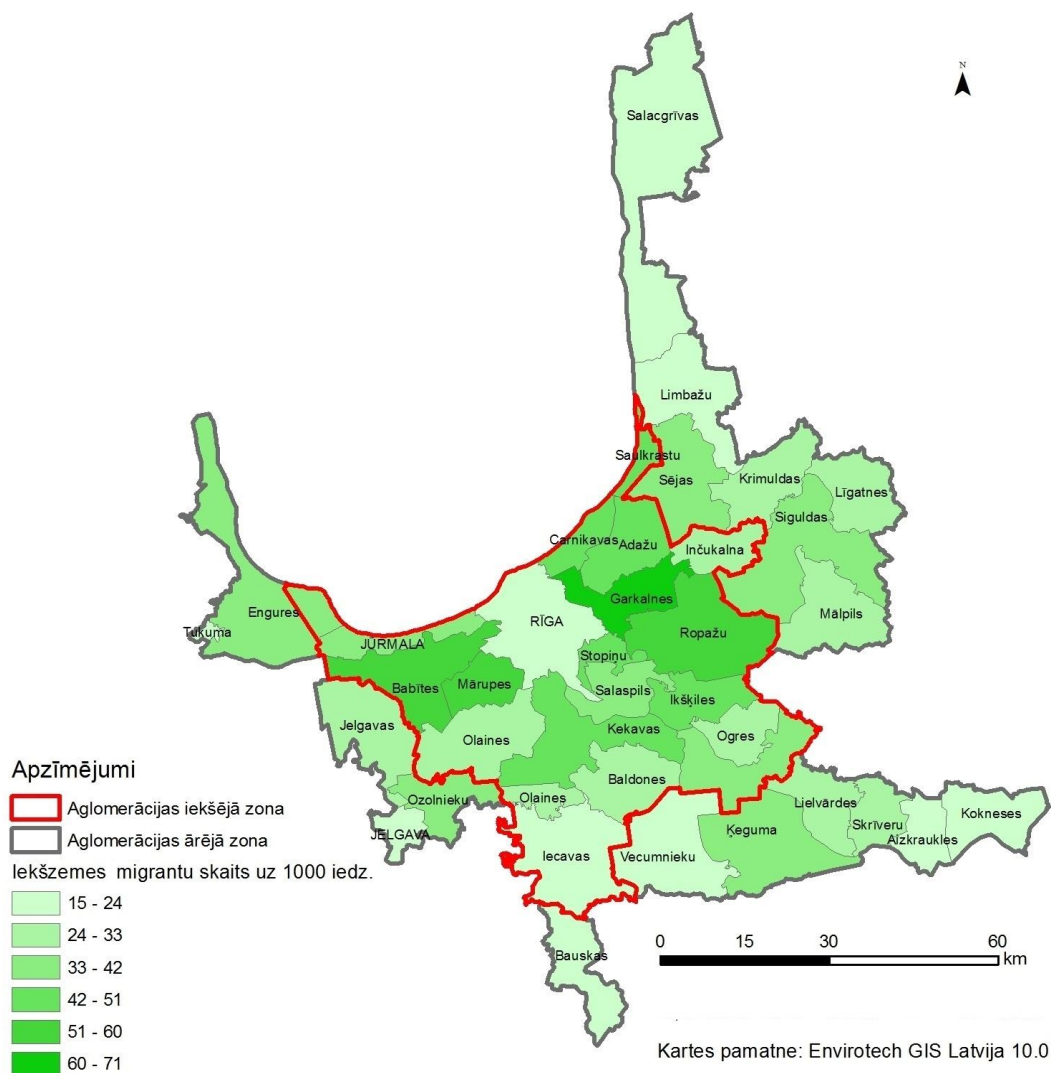 N
Salacgrīvas
Limbažu
Saulkrastu
Sējas
Krimuldas
Līgatnes
Siguldas
Carnikavas
Adažu
Inčukalna
Garkalnes
Mālpils
Engures
Tukuma
RĪGA
Ropažu
JŪRMALA
Stopiņu
Babītes
Mārupes
Salaspils
Ikšķiles
Jelgavas
Olaines
Kekavas
Ogres
Baldones
Ozolnieku
Olaines
Lielvārdes
Kokneses
JELGAVA
Skrīveru
Ķeguma
Aizkraukles
Iecavas
Vecumnieku
Bauskas
Apzīmējumi
Aglomerācijas iekšējā zona
Aglomerācijas ārējā zona
Iekšzemes migrantu skaits uz 1000 iedz.
15 - 24
24 - 33
33 - 42
42 - 51
51 - 60
60 - 71
0 15 30 60
km
Kartes pamatne: Envirotech GIS Latvija 10.0